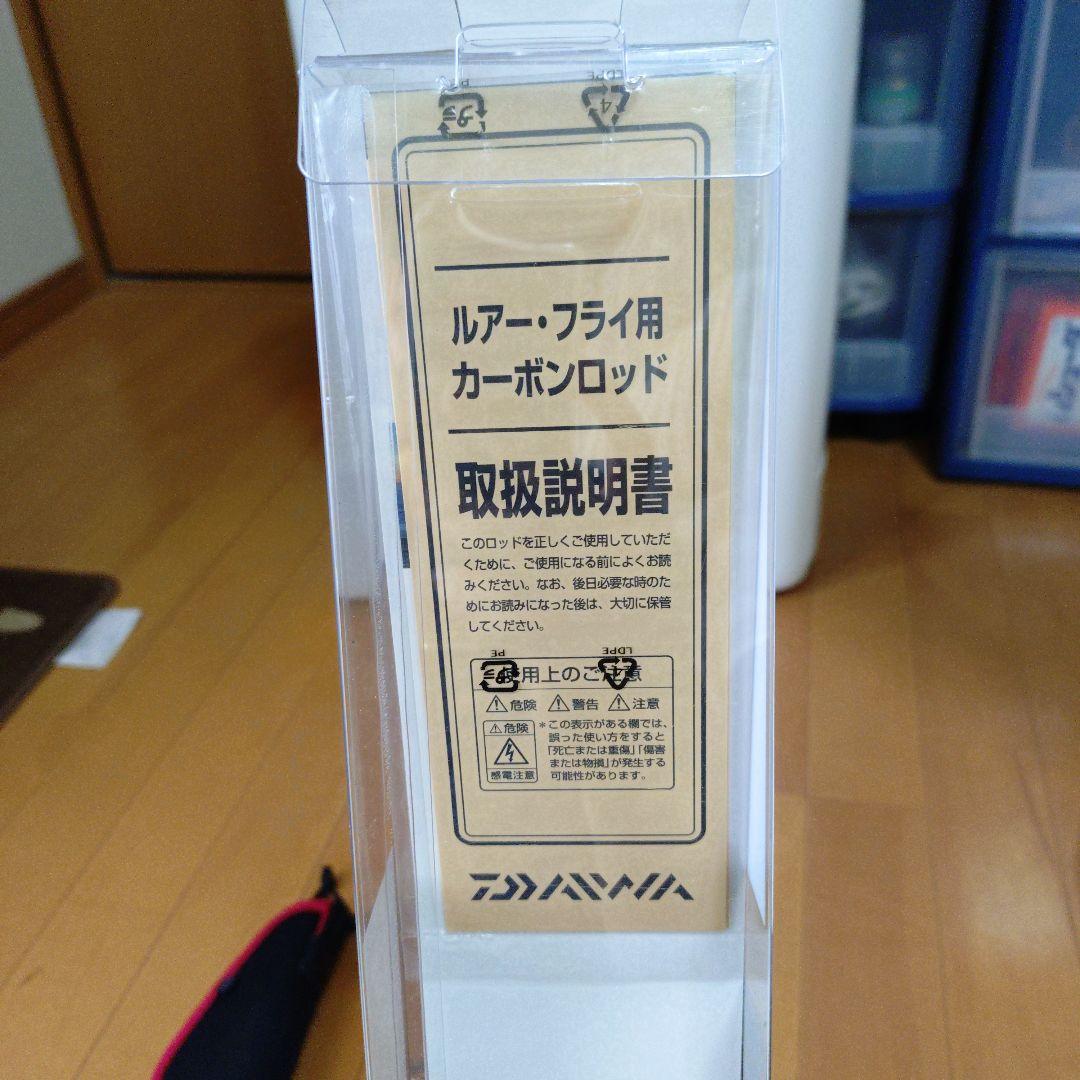 PE
LDPE
プラ
4
ルアー・フライ用
カーボンロッド
取扱説明書
このロッドを正しくご使用していただ
くために、ご使用になる前によくお読
みください。なお、後日必要な時のた
めにお読みになった後は、大切に保管
してください。
PE
LDPE
使用上のご注意
危険 警告 注意
危険
感電注意
*この表示がある欄では、
誤った使い方をすると
「死亡または重傷」「傷害
または物損」が発生する
可能性があります。
DAIWA